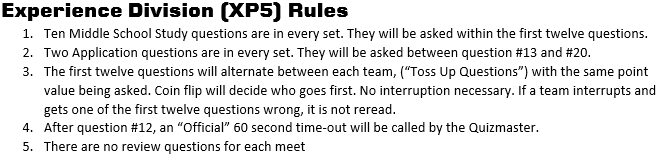 Experience Division (XP5) Rules
1. Ten Middle School Study questions are in every set. They will be asked within the first twelve questions.
2. Two Application questions are in every set. They will be asked between question #13 and #20.
3. The first twelve questions will alternate between each team, ("Toss Up Questions") with the same point
value being asked. Coin flip will decide who goes first. No interruption necessary. If a team interrupts and
gets one of the first twelve questions wrong, it is not reread.
4. After question #12, an "Official" 60 second time-out will be called by the Quizmaster.
5. There are no review questions for each meet